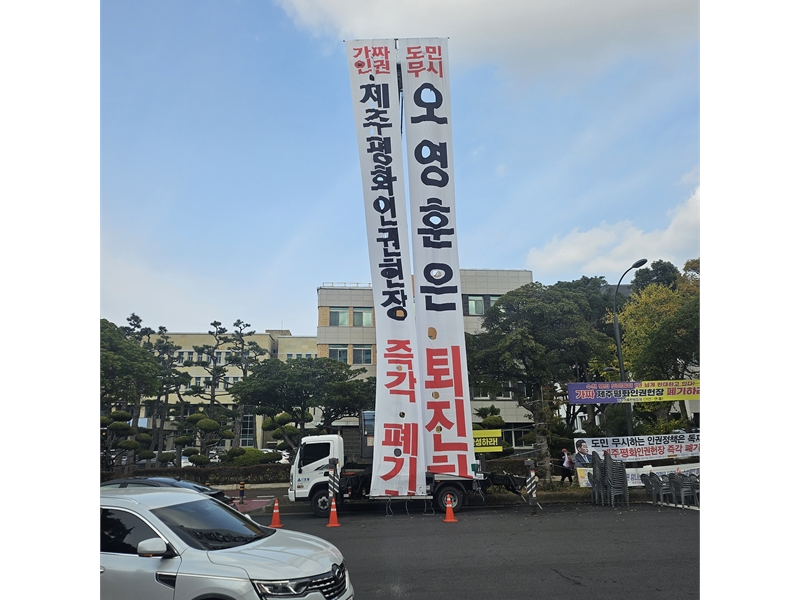 가짜
인권
제주평화인권헌장
즉각 폐기
도민
무시
오영훈은
퇴진하
성하라!
가짜 제주평화인권헌장
도민 무시하는 인권정책은 독재
제주평화인권헌장 즉각 폐기